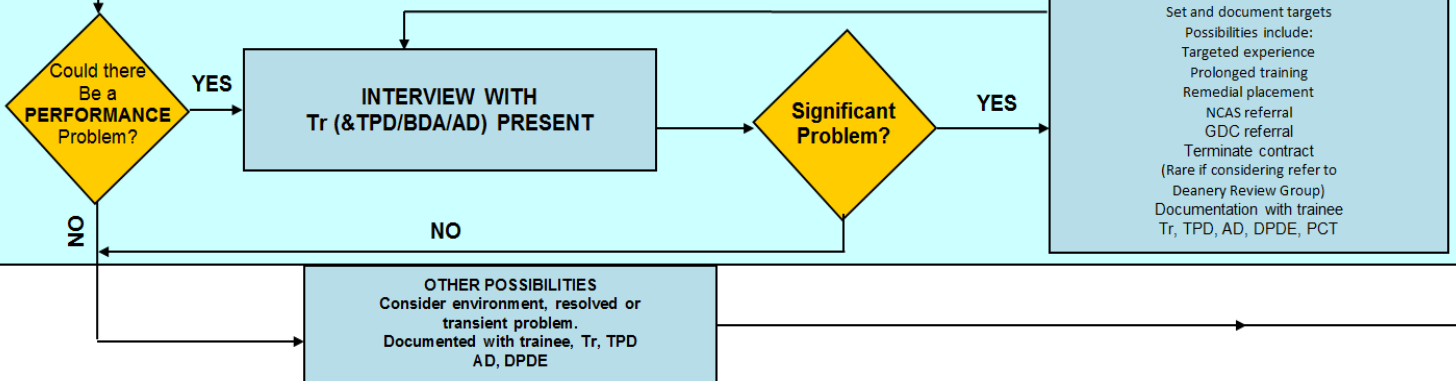 Could there
Be a
PERFORMANCE
Problem?
YES
INTERVIEW WITH
Tr (&TPD/BDA/AD) PRESENT
Significant
Problem?
YES
Set and document targets
Possibilities include:
Targeted experience
Prolonged training
Remedial placement
NCAS referral
GDC referral
Terminate contract
(Rare if considering refer to
Deanery Review Group)
Documentation with trainee
Tr, TPD, AD, DPDE, PCT
NO
NO
OTHER POSSIBILITIES
Consider environment, resolved or
transient problem.
Documented with trainee, Tr, TPD
AD, DPDE